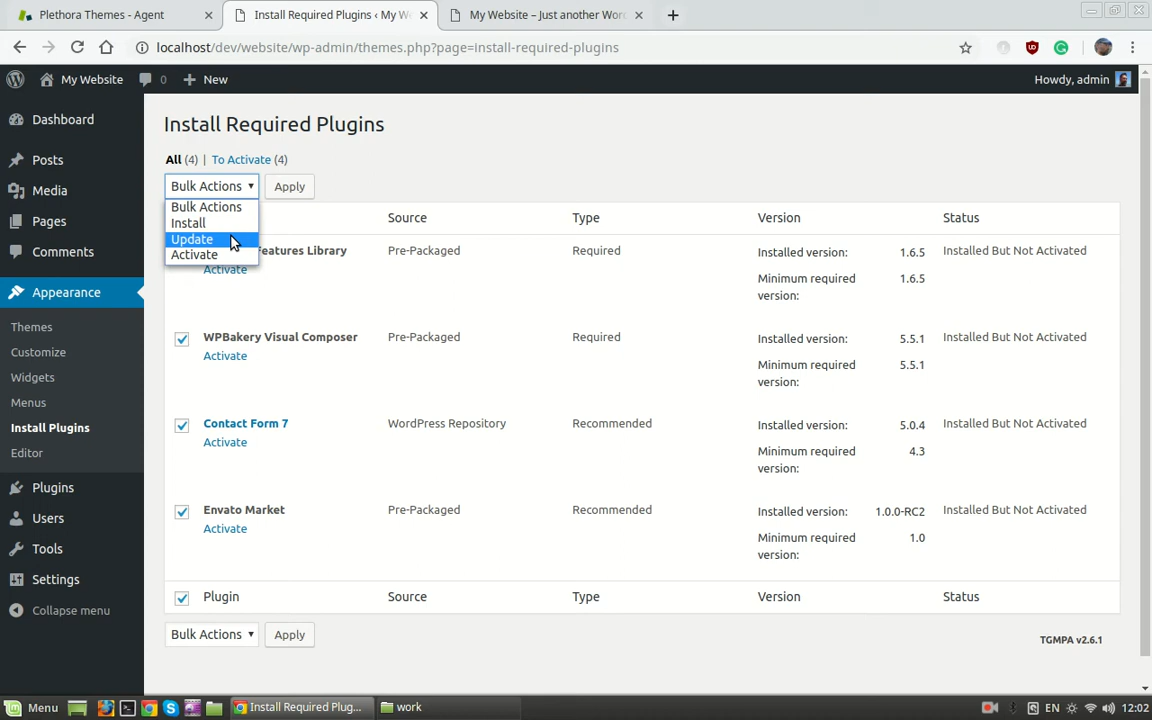 Plethora Themes - Agent
Install Required Plugins ‹ My W
My Website – Just another Wor
localhost/dev/website/wp-admin/themes.php?page=install-required-plugins
My Website
0
New
Howdy, admin
Dashboard
Posts
Media
Pages
Comments
Appearance
Themes
Customize
Widgets
Menus
Install Plugins
Editor
Plugins
Users
Tools
Settings
Collapse menu
Install Required Plugins
All (4) | To Activate (4)
Bulk Actions
Apply
Bulk Actions
Install
Update
Activate
Source Type Version Status
Features Library Pre-Packaged Required Installed version: 1.6.5 Installed But Not Activated
Activate
Minimum required version: 1.6.5
WPBakery Visual Composer Pre-Packaged Required Installed version: 5.5.1 Installed But Not Activated
Activate
Minimum required version: 5.5.1
Contact Form 7 WordPress Repository Recommended Installed version: 5.0.4 Installed But Not Activated
Activate
Minimum required version: 4.3
Envato Market Pre-Packaged Recommended Installed version: 1.0.0-RC2 Installed But Not Activated
Activate
Minimum required version: 1.0
Plugin Source Type Version Status
Bulk Actions
Apply
TGMPA v2.6.1
Menu
Install Required Plug...
work
EN
12:02